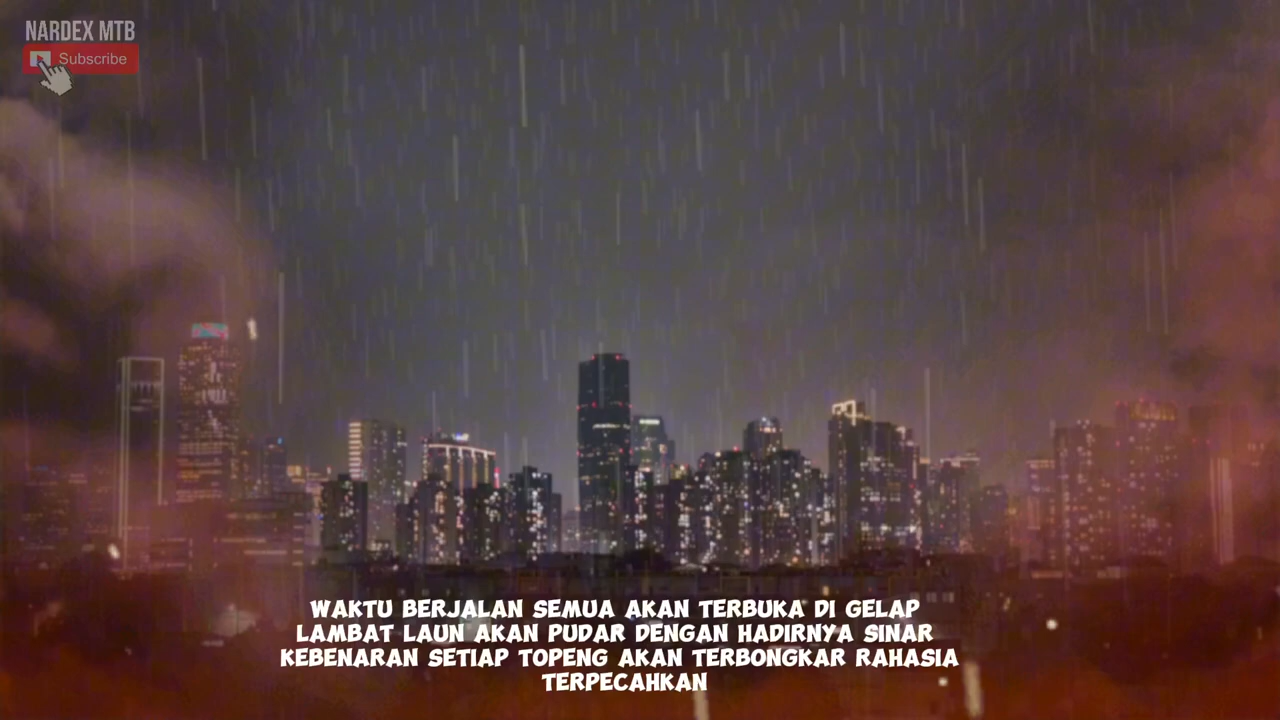 NARDEX MTB
Subscribe
WAKTU BERJALAN SEMUA AKAN TERBUKA DI GELAP
LAMBAT LAUN AKAN PUDAR DENGAN HADIRNYA SINAR
KEBENARAN SETIAP TOPENG AKAN TERBONGKAR RAHASIA
TERPECAHKAN